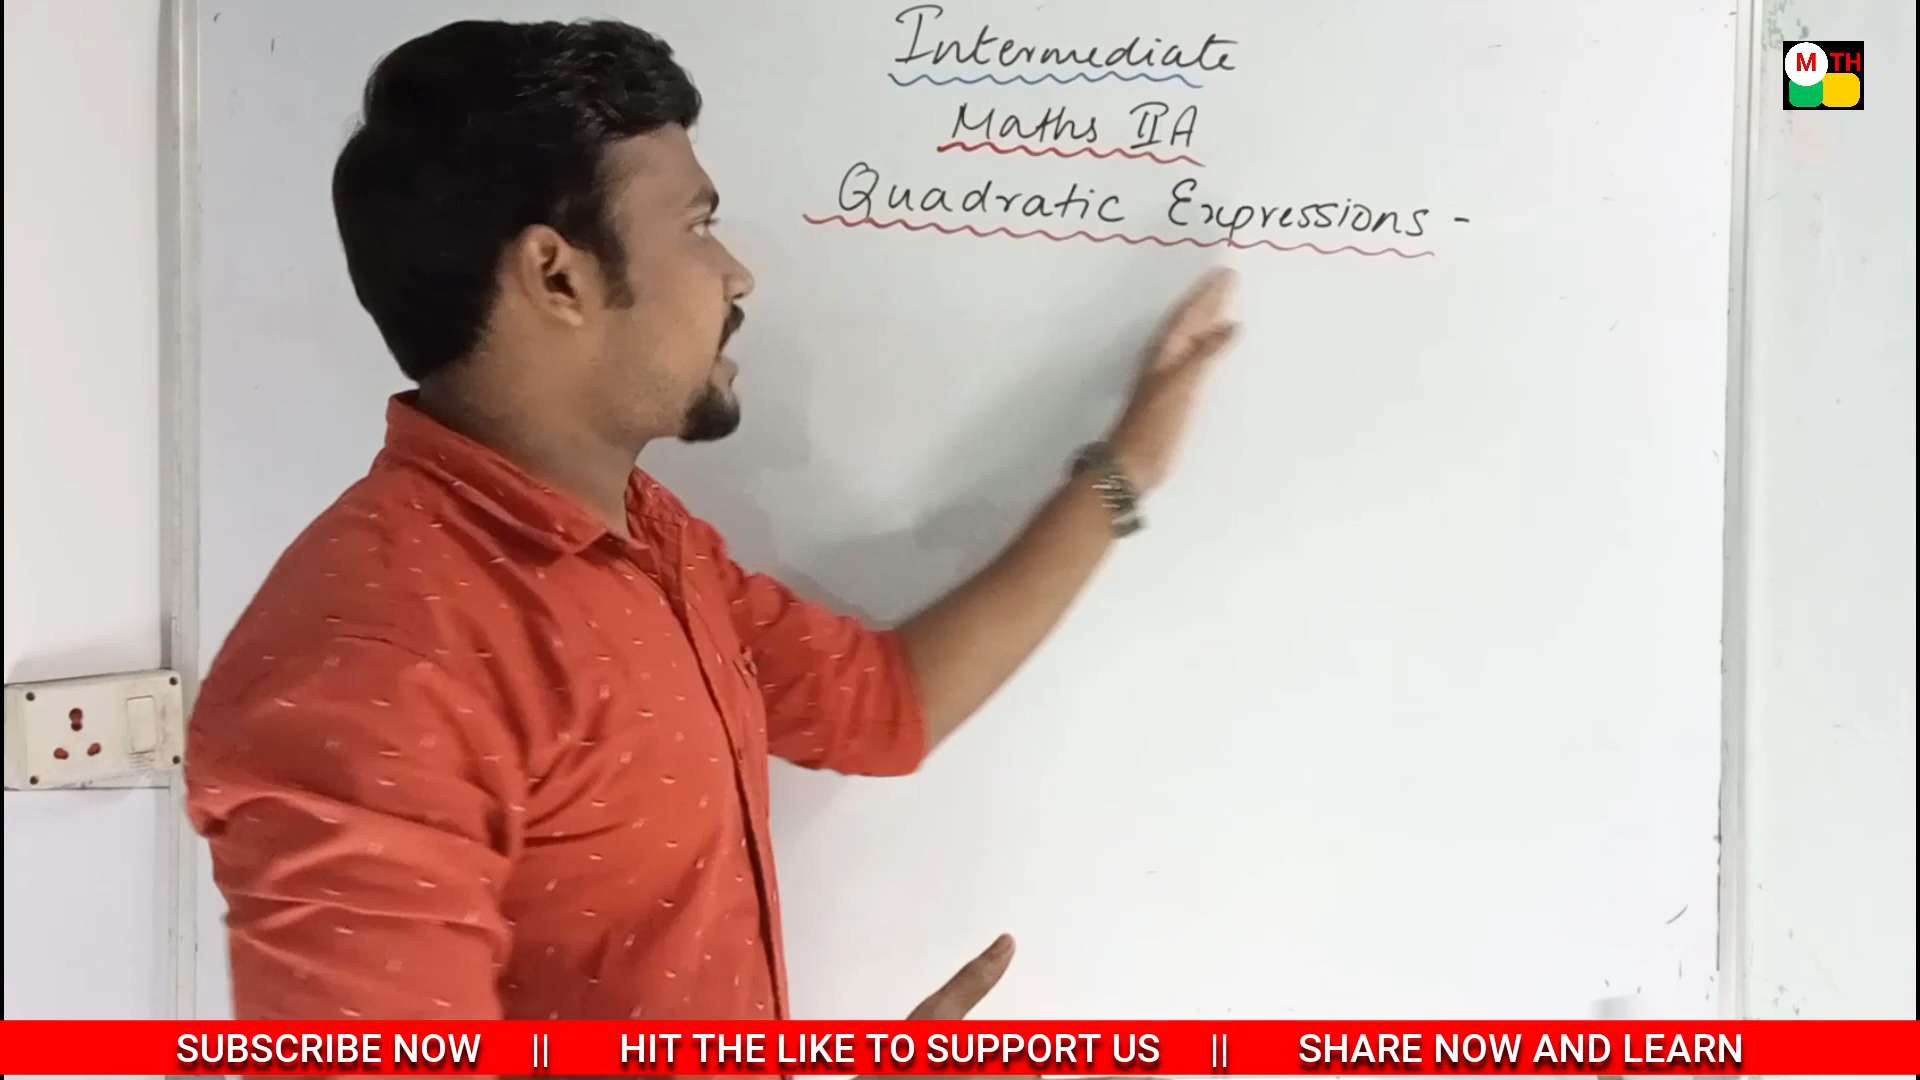 Intermediate
Maths IIA
Quadratic Expressions -
M TH
SUBSCRIBE NOW || HIT THE LIKE TO SUPPORT US || SHARE NOW AND LEARN